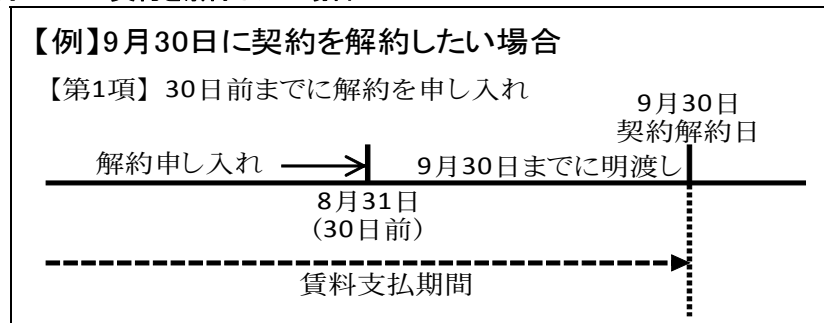 【例】9月30日に契約を解約したい場合
【第1項】30日前までに解約を申し入れ
9月30日
契約解約日
解約申し入れ
9月30日までに明渡し
8月31日
(30日前)
賃料支払期間